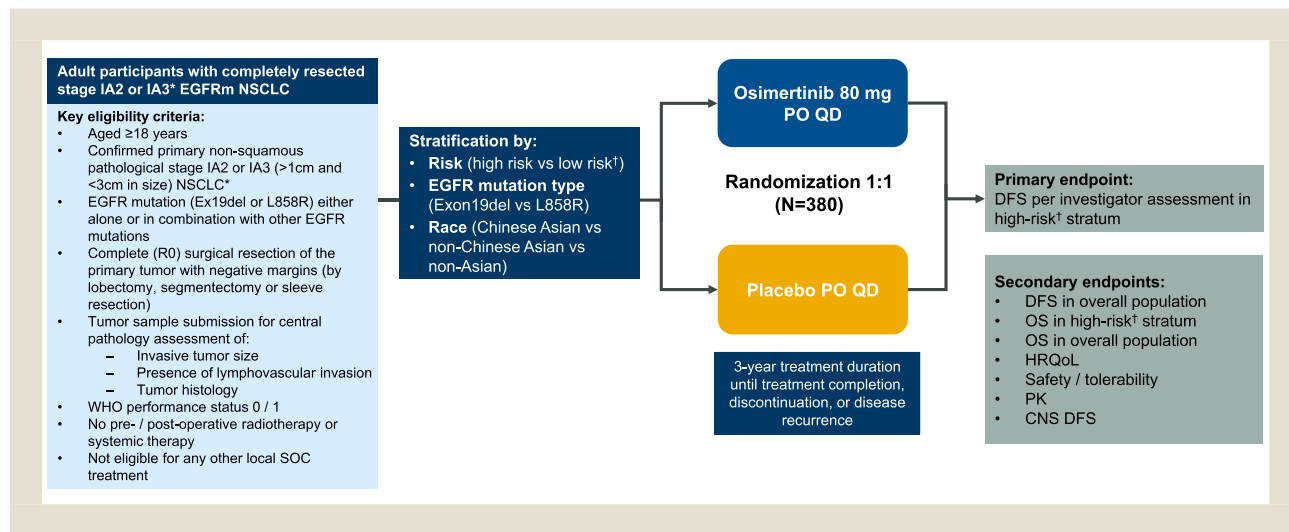 Adult participants with completely resected
stage IA2 or IA3* EGFRm NSCLC
Key eligibility criteria:
• Aged ≥18 years
• Confirmed primary non-squamous
pathological stage IA2 or IA3 (>1cm and
<3cm in size) NSCLC*
• EGFR mutation (Ex19del or L858R) either
alone or in combination with other EGFR
mutations
• Complete (R0) surgical resection of the
primary tumor with negative margins (by
lobectomy, segmentectomy or sleeve
resection)
• Tumor sample submission for central
pathology assessment of:
– Invasive tumor size
– Presence of lymphovascular invasion
– Tumor histology
• WHO performance status 0 / 1
• No pre- / post-operative radiotherapy or
systemic therapy
• Not eligible for any other local SOC
treatment
Stratification by:
• Risk (high risk vs low risk†)
• EGFR mutation type
(Exon19del vs L858R)
• Race (Chinese Asian vs
non-Chinese Asian vs
non-Asian)
Osimertinib 80 mg
PO QD
Randomization 1:1
(N=380)
Placebo PO QD
3-year treatment duration
until treatment completion,
discontinuation, or disease
recurrence
Primary endpoint:
DFS per investigator assessment in
high-risk† stratum
Secondary endpoints:
• DFS in overall population
• OS in high-risk† stratum
• OS in overall population
• HRQoL
• Safety / tolerability
• PK
• CNS DFS